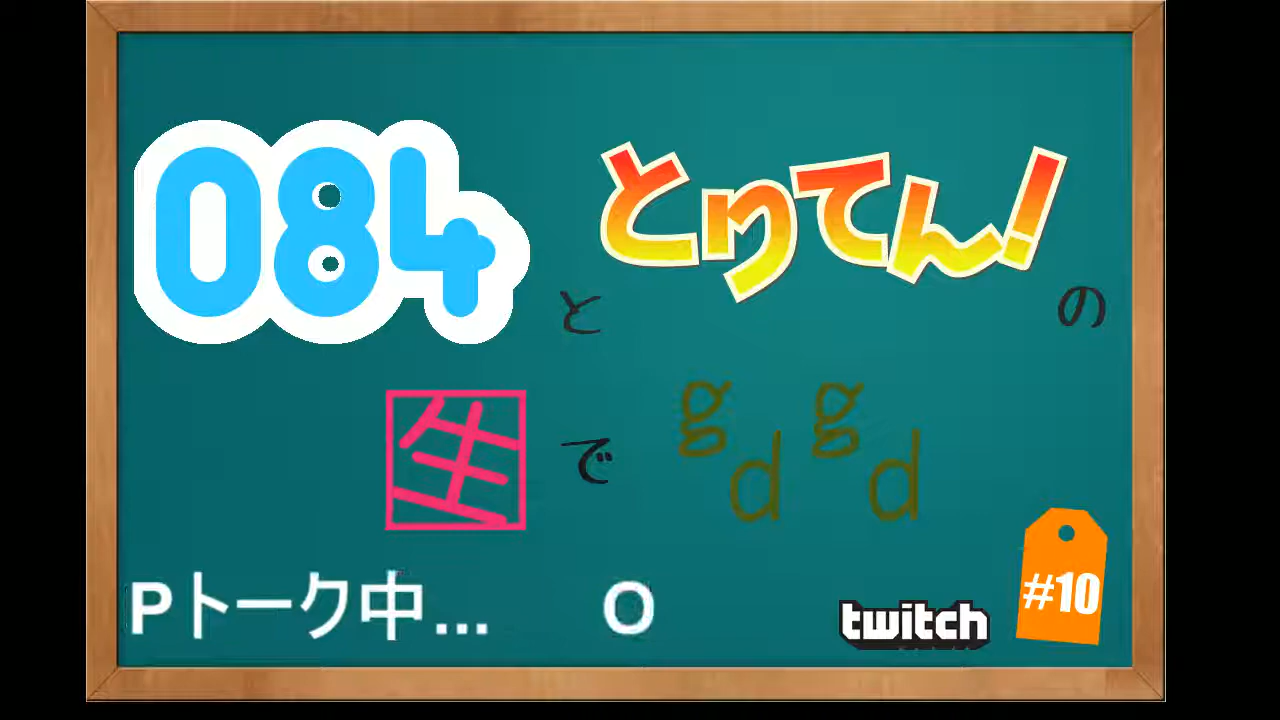 084 と とりてん! の
生 で gdgd
Pトーク中... O
twitch #10